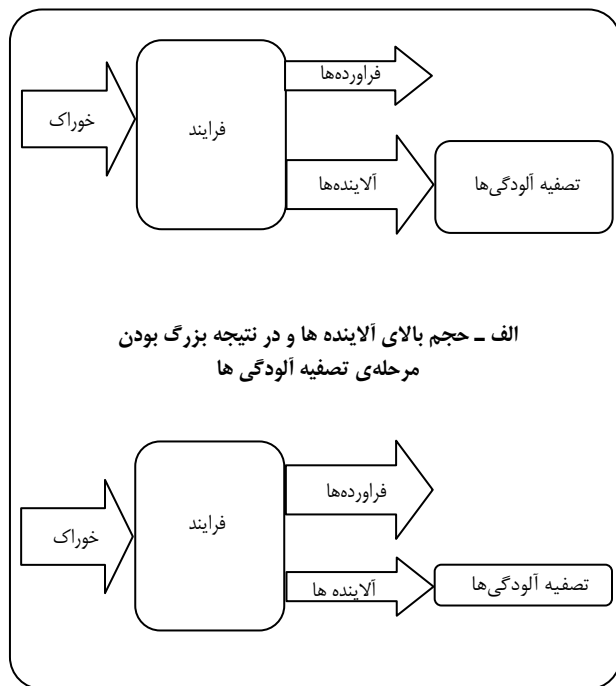 فراورده‌ها
خوراک
فرایند
آلاینده‌ها
تصفیه آلودگی‌ها
الف ـ حجم بالای آلاینده ها و در نتیجه بزرگ بودن
مرحله‌ی تصفیه آلودگی ها
فراورده‌ها
فرایند
خوراک
آلاینده ها
تصفیه آلودگی‌ها